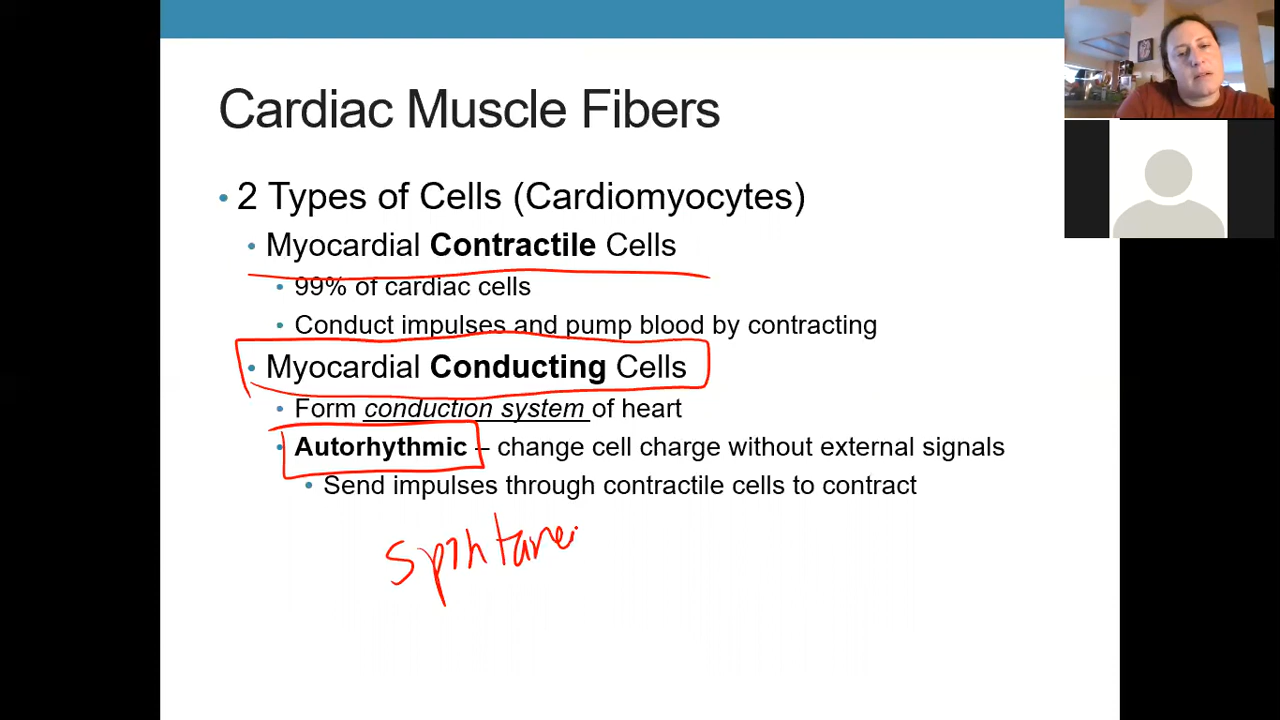 Cardiac Muscle Fibers
• 2 Types of Cells (Cardiomyocytes)
• Myocardial Contractile Cells
• 99% of cardiac cells
• Conduct impulses and pump blood by contracting
• Myocardial Conducting Cells
• Form conduction system of heart
• Autorhythmic – change cell charge without external signals
• Send impulses through contractile cells to contract
Spontane